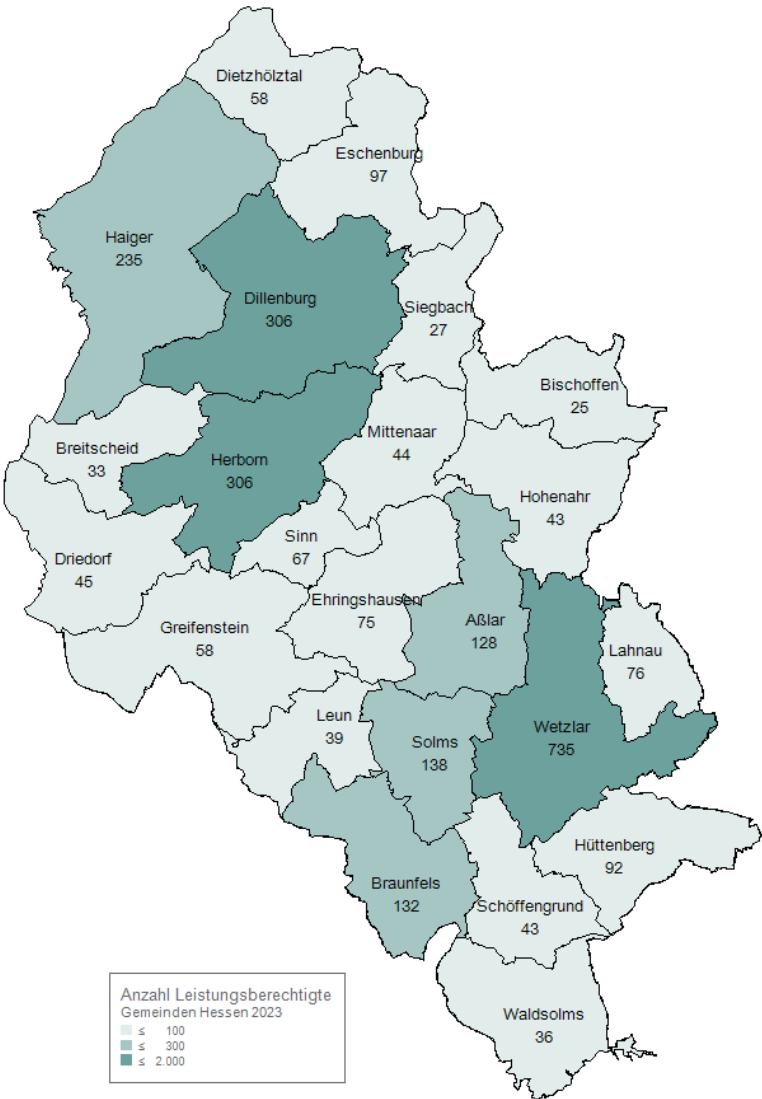 Dietzhölztal
58
Eschenburg
97
Haiger
235
Dillenburg
306
Siegbach
27
Bischoffen
25
Mittenaar
44
Breitscheid
33
Herborn
306
Hohenahr
43
Sinn
67
Driedorf
45
Ehringshausen
75
Aßlar
128
Greifenstein
58
Lahnau
76
Leun
39
Solms
138
Wetzlar
735
Hüttenberg
92
Braunfels
132
Schöffengrund
43
Waldsolms
36
Anzahl Leistungsberechtigte
Gemeinden Hessen 2023
≤ 100
≤ 300
≤ 2.000